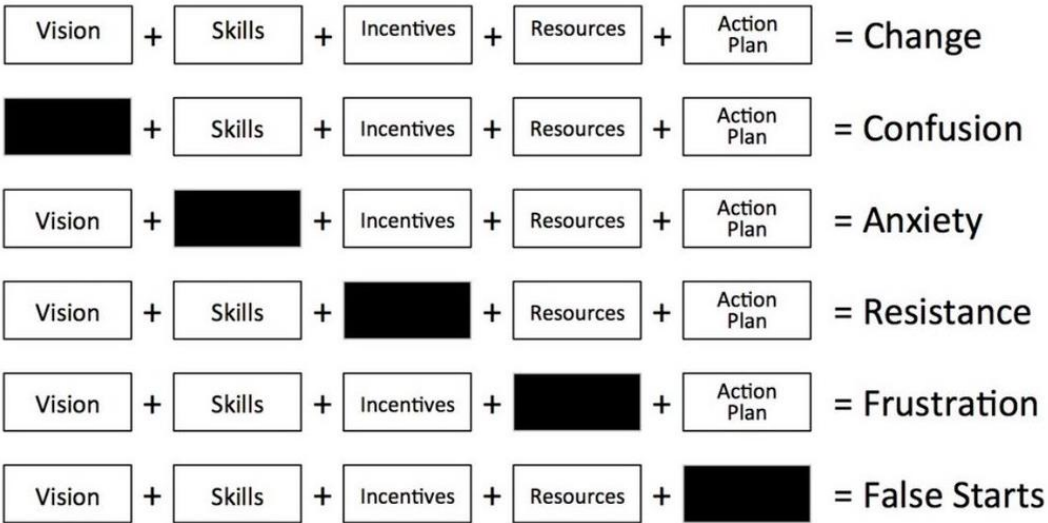 Vision + Skills + Incentives + Resources + Action Plan = Change
+ Skills + Incentives + Resources + Action Plan = Confusion
Vision + + Incentives + Resources + Action Plan = Anxiety
Vision + Skills + + Resources + Action Plan = Resistance
Vision + Skills + Incentives + + Action Plan = Frustration
Vision + Skills + Incentives + Resources + = False Starts